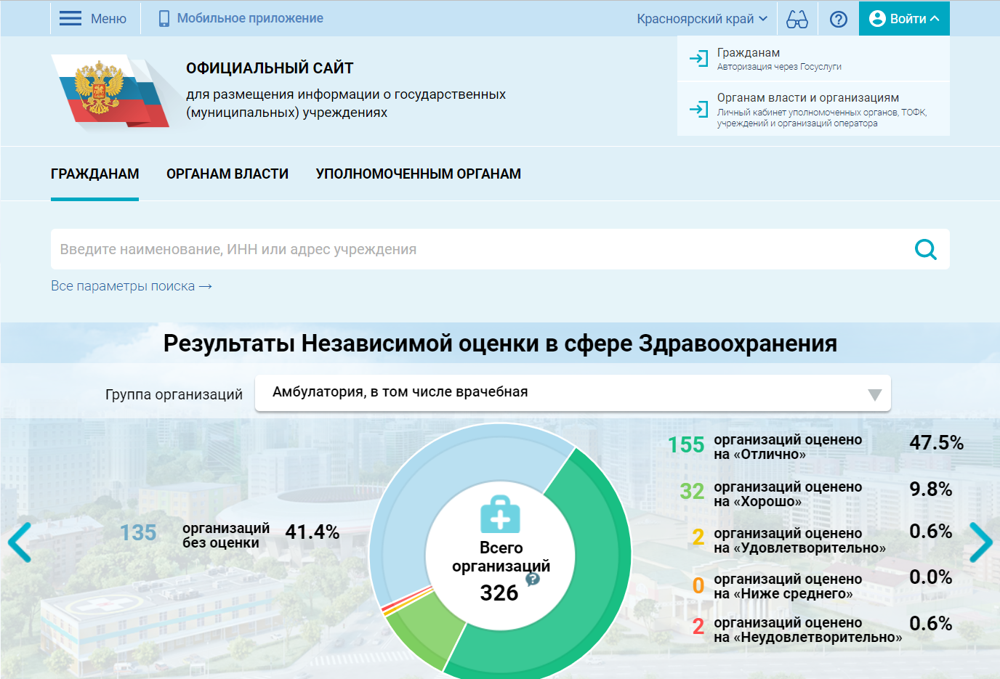 Меню
Мобильное приложение
Красноярский край
Войти
Гражданам
Авторизация через Госуслуги
Органам власти и организациям
Личный кабинет уполномоченных органов, ТОФК,
учреждений и организаций оператора
ОФИЦИАЛЬНЫЙ САЙТ
для размещения информации о государственных
(муниципальных) учреждениях
ГРАЖДАНАМ
ОРГАНАМ ВЛАСТИ
УПОЛНОМОЧЕННЫМ ОРГАНАМ
Введите наименование, ИНН или адрес учреждения
Все параметры поиска →
Результаты Независимой оценки в сфере Здравоохранения
Группа организаций
Амбулатория, в том числе врачебная
135
организаций
без оценки
41.4%
Всего
организаций
326
155
организаций оценено
на «Отлично»
47.5%
32
организаций оценено
на «Хорошо»
9.8%
2
организаций оценено
на «Удовлетворительно»
0.6%
0
организаций оценено
на «Ниже среднего»
0.0%
2
организаций оценено
на «Неудовлетворительно»
0.6%